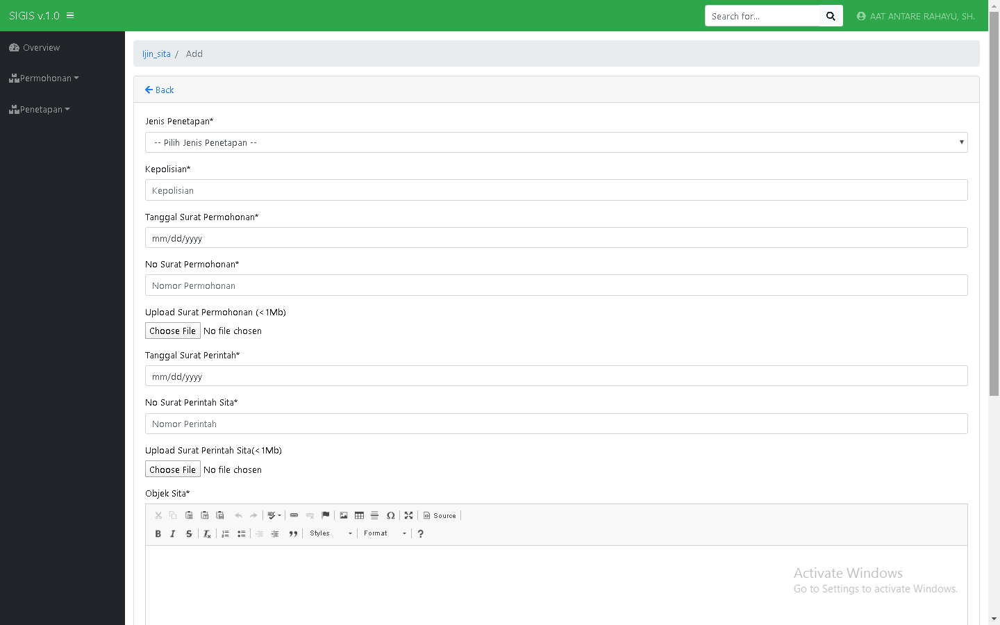 SIGIS v.1.0
Search for...
AAT ANTARE RAHAYU, SH.
Overview
Permohonan
Penetapan
Ijin_sita / Add
Back
Jenis Penetapan*
-- Pilih Jenis Penetapan --
Kepolisian*
Kepolisian
Tanggal Surat Permohonan*
mm/dd/yyyy
No Surat Permohonan*
Nomor Permohonan
Upload Surat Permohonan (<1Mb)
Choose File No file chosen
Tanggal Surat Perintah*
mm/dd/yyyy
No Surat Perintah Sita*
Nomor Perintah
Upload Surat Perintah Sita(<1Mb)
Choose File No file chosen
Objek Sita*
Source
B I S Styles Format ?
Activate Windows
Go to Settings to activate Windows.